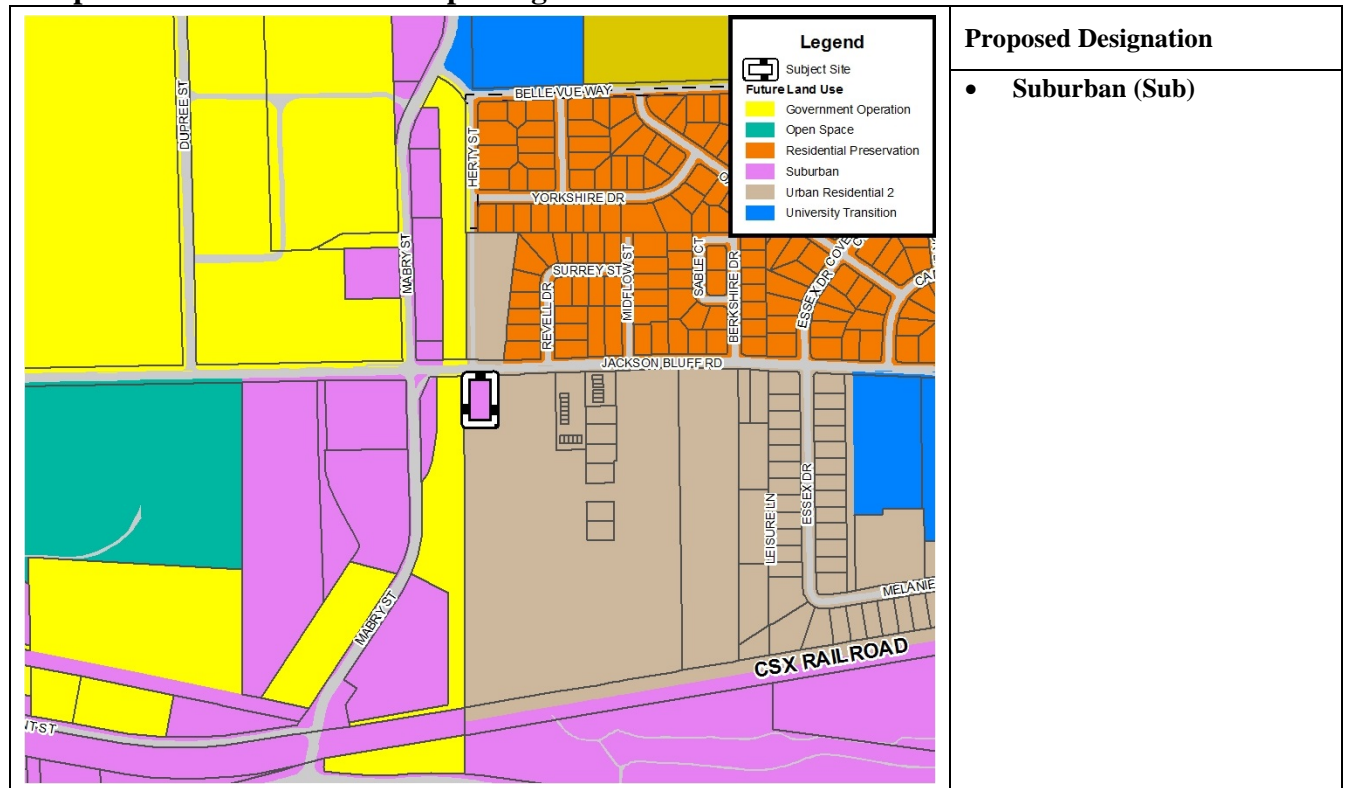 Legend
Subject Site
Future Land Use
Government Operation
Open Space
Residential Preservation
Suburban
Urban Residential 2
University Transition
Proposed Designation
• Suburban (Sub)
BELLE VUE WAY
DUPREE ST
HERTY ST
YORKSHIRE DR
MABRY ST
SURREY ST
MIDFLOW ST
SABLE CT
BERKSHIRE DR
REVELL DR
ESSEX DR
JACKSON BLUFF RD
LEISURE LN
ESSEX DR
MELANIE
MABRY ST
CSX RAILROAD